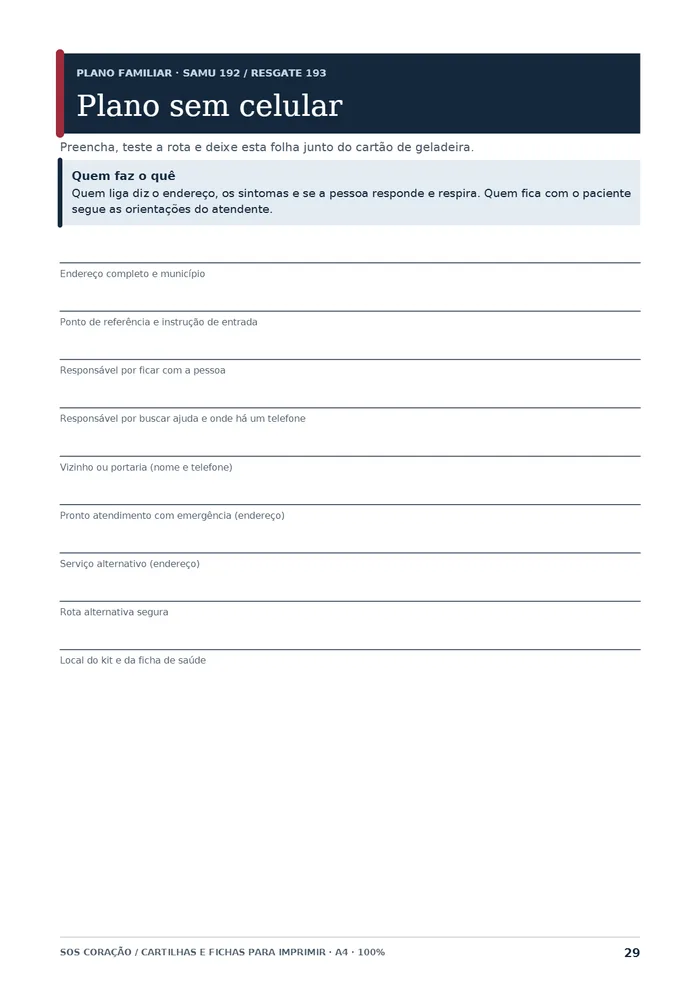 PLANO FAMILIAR · SAMU 192 / RESGATE 193
Plano sem celular
Preencha, teste a rota e deixe esta folha junto do cartão de geladeira.
Quem faz o quê
Quem liga diz o endereço, os sintomas e se a pessoa responde e respira. Quem fica com o paciente
segue as orientações do atendente.
Endereço completo e município
Ponto de referência e instrução de entrada
Responsável por ficar com a pessoa
Responsável por buscar ajuda e onde há um telefone
Vizinho ou portaria (nome e telefone)
Pronto atendimento com emergência (endereço)
Serviço alternativo (endereço)
Rota alternativa segura
Local do kit e da ficha de saúde
SOS CORAÇÃO / CARTILHAS E FICHAS PARA IMPRIMIR · A4 · 100%
29